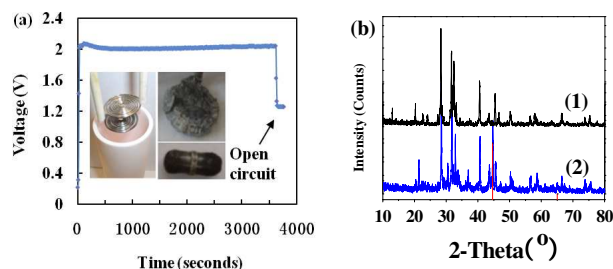 (a)
Voltage (V)
2.4
2
1.6
1.2
0.8
0.4
0
Open
circuit
0 1000 2000 3000 4000
Time (seconds)
(b)
Intensity (Counts)
(1)
(2)
10 20 30 40 50 60 70 80
2-Theta(°)